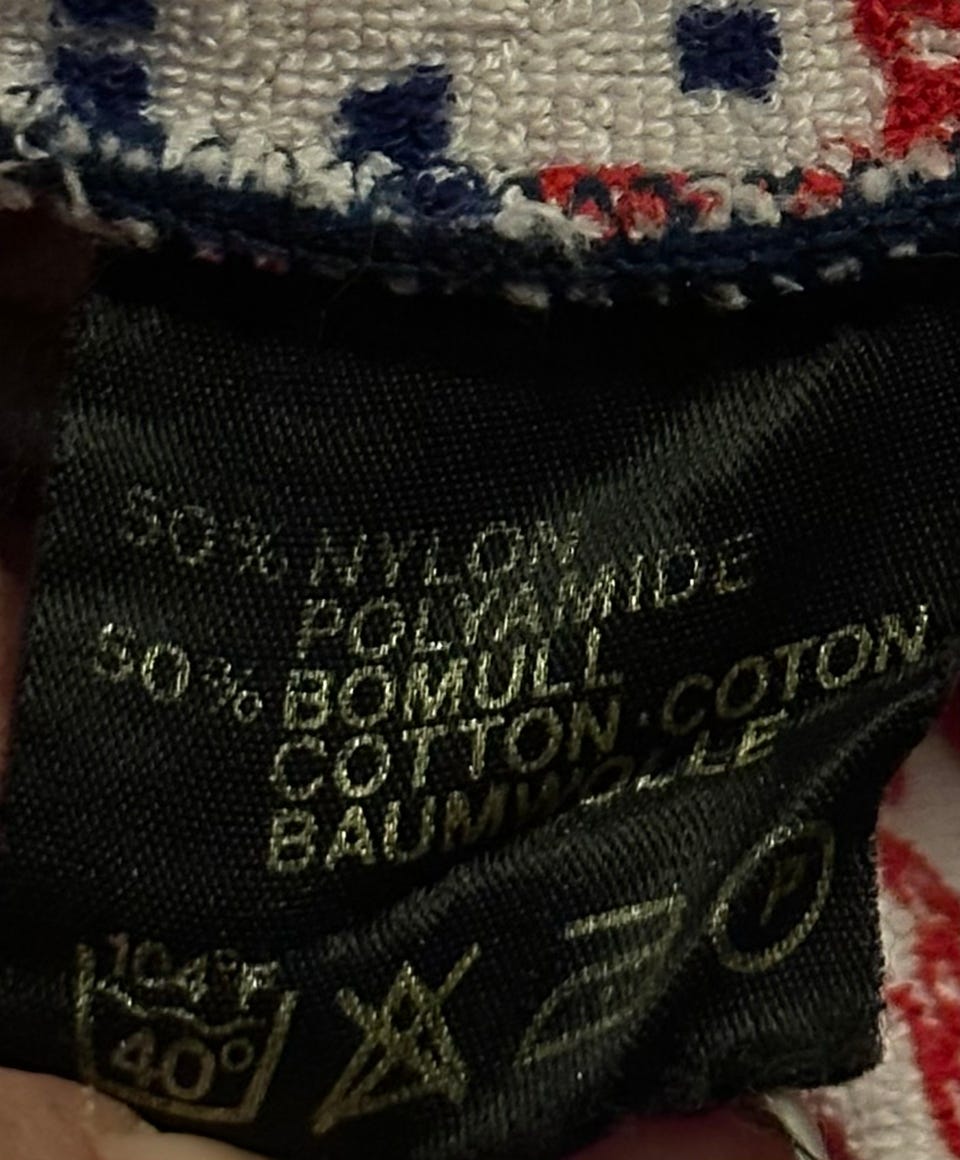 50% NYLON
POLYAMIDE
50% BOMULL
COTTON·COTON
BAUMWOLLE
104°F
40°
P